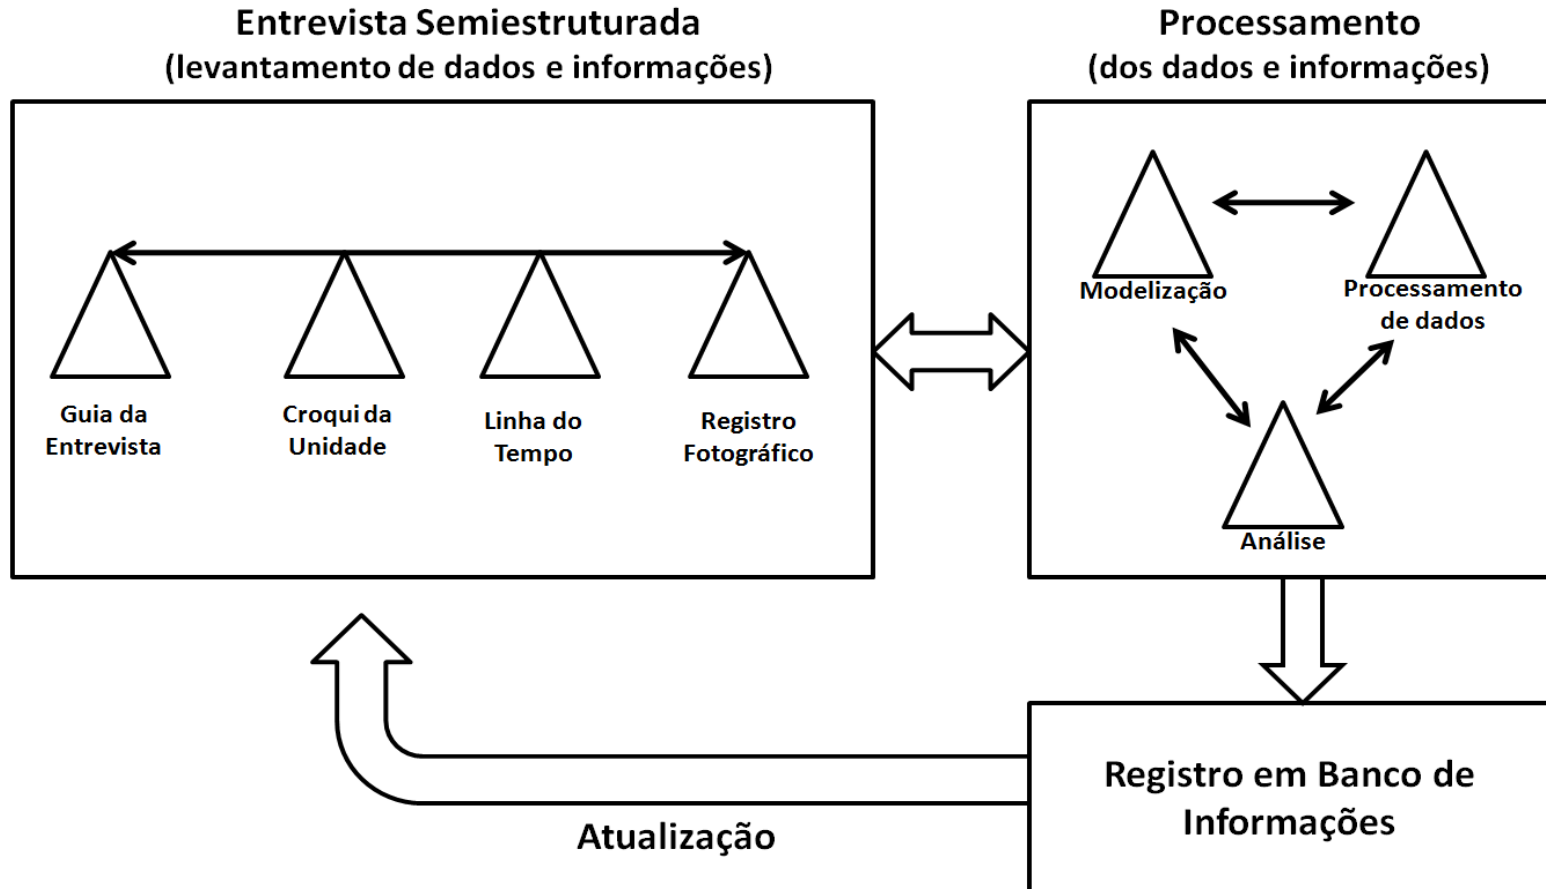 Entrevista Semiestruturada
(levantamento de dados e informações)
Guia da
Entrevista
Croqui da
Unidade
Linha do
Tempo
Registro
Fotográfico
Processamento
(dos dados e informações)
Modelização
Processamento
de dados
Análise
Registro em Banco de
Informações
Atualização